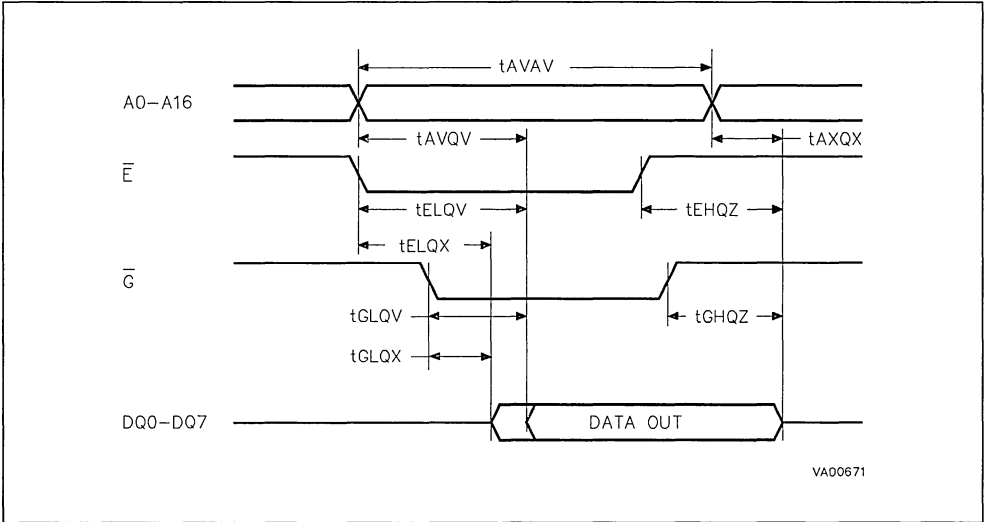 tAVAV
A0-A16
tAVQV
tAXQX
E
tELQV
tEHQZ
tELQX
G
tGLQV
tGHQZ
tGLQX
DQ0-DQ7
DATA OUT
VA00671